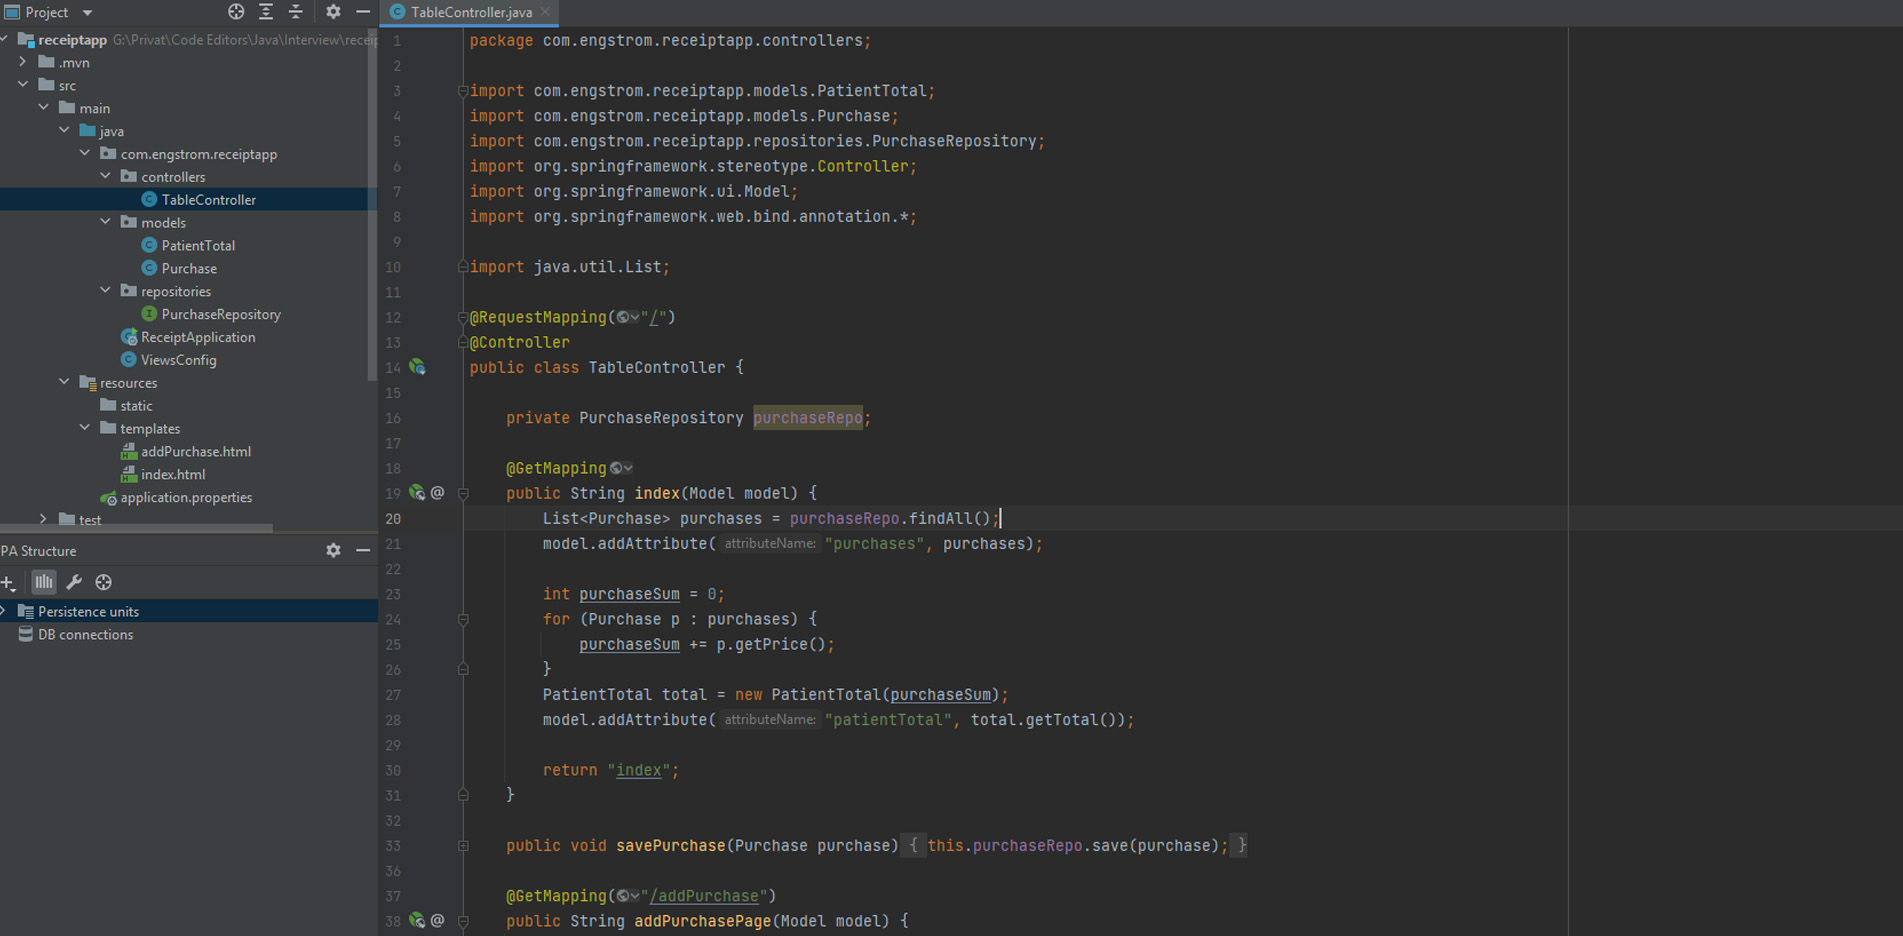 Project
receiptapp G:\Privat\Code Editors\Java\Interview\recei
.mvn
src
main
java
com.engstrom.receiptapp
controllers
TableController
models
PatientTotal
Purchase
repositories
PurchaseRepository
ReceiptApplication
ViewsConfig
resources
static
templates
addPurchase.html
index.html
application.properties
test
PA Structure
Persistence units
DB connections
TableController.java
1 package com.engstrom.receiptapp.controllers;
2
3 import com.engstrom.receiptapp.models.PatientTotal;
4 import com.engstrom.receiptapp.models.Purchase;
5 import com.engstrom.receiptapp.repositories.PurchaseRepository;
6 import org.springframework.stereotype.Controller;
7 import org.springframework.ui.Model;
8 import org.springframework.web.bind.annotation.*;
9
10 import java.util.List;
11
12 @RequestMapping("/")
13 @Controller
14 public class TableController {
15
16 private PurchaseRepository purchaseRepo;
17
18 @GetMapping
19 @ public String index(Model model) {
20 List<Purchase> purchases = purchaseRepo.findAll();
21 model.addAttribute( attributeName: "purchases", purchases);
22
23 int purchaseSum = 0;
24 for (Purchase p : purchases) {
25 purchaseSum += p.getPrice();
26 }
27 PatientTotal total = new PatientTotal(purchaseSum);
28 model.addAttribute( attributeName: "patientTotal", total.getTotal());
29
30 return "index";
31 }
32
33 public void savePurchase(Purchase purchase) { this.purchaseRepo.save(purchase); }
36
37 @GetMapping("/addPurchase")
38 @ public String addPurchasePage(Model model) {